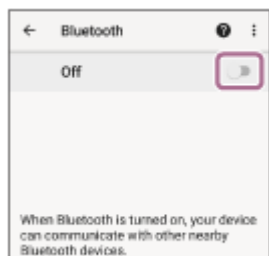 Bluetooth
Off
When Bluetooth is turned on, your device
can communicate with other nearby
Bluetooth devices.